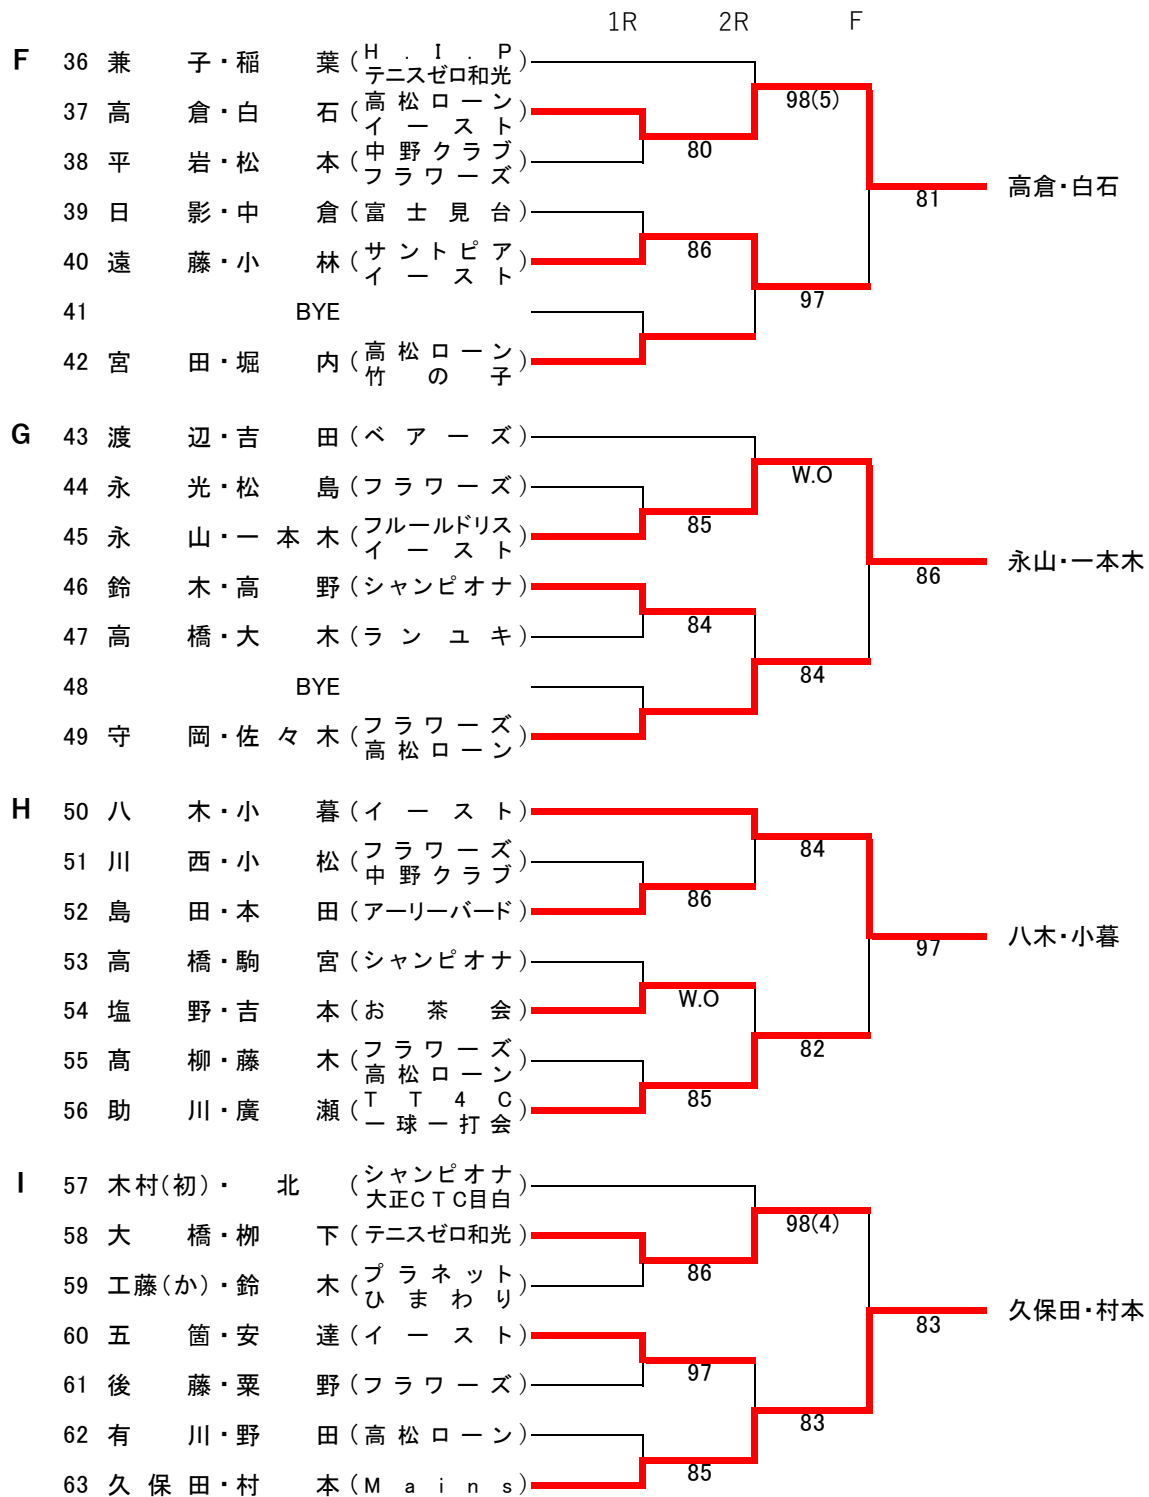 1R 2R F
F 36 兼子・稲葉 (H.I.P テニスゼロ和光)
37 高倉・白石 (高松ローン イースト)
38 平岩・松本 (中野クラブ フラワーズ)
39 日影・中倉 (富士見台)
40 遠藤・小林 (サントピア イースト)
41 BYE
42 宮田・堀内 (高松ローン 竹の子)
98(5)
80
86
97
81
高倉・白石
G 43 渡辺・吉田 (ベアーズ)
44 永光・松島 (フラワーズ)
45 永山・一本木 (フルールドリス イースト)
46 鈴木・高野 (シャンピオナ)
47 高橋・大木 (ランユキ)
48 BYE
49 守岡・佐々木 (フラワーズ 高松ローン)
W.O
85
84
84
86
永山・一本木
H 50 八木・小暮 (イースト)
51 川西・小松 (フラワーズ 中野クラブ)
52 島田・本田 (アーリーバード)
53 高橋・駒宮 (シャンピオナ)
54 塩野・吉本 (お茶会)
55 髙柳・藤木 (フラワーズ 高松ローン)
56 助川・廣瀬 (TT4C 一球一打会)
84
86
W.O
82
85
97
八木・小暮
I 57 木村(初)・北 (シャンピオナ 大正CTC目白)
58 大橋・栁下 (テニスゼロ和光)
59 工藤(か)・鈴木 (プラネット ひまわり)
60 五箇・安達 (イースト)
61 後藤・粟野 (フラワーズ)
62 有川・野田 (高松ローン)
63 久保田・村本 (Mains)
98(4)
86
97
83
85
83
久保田・村本